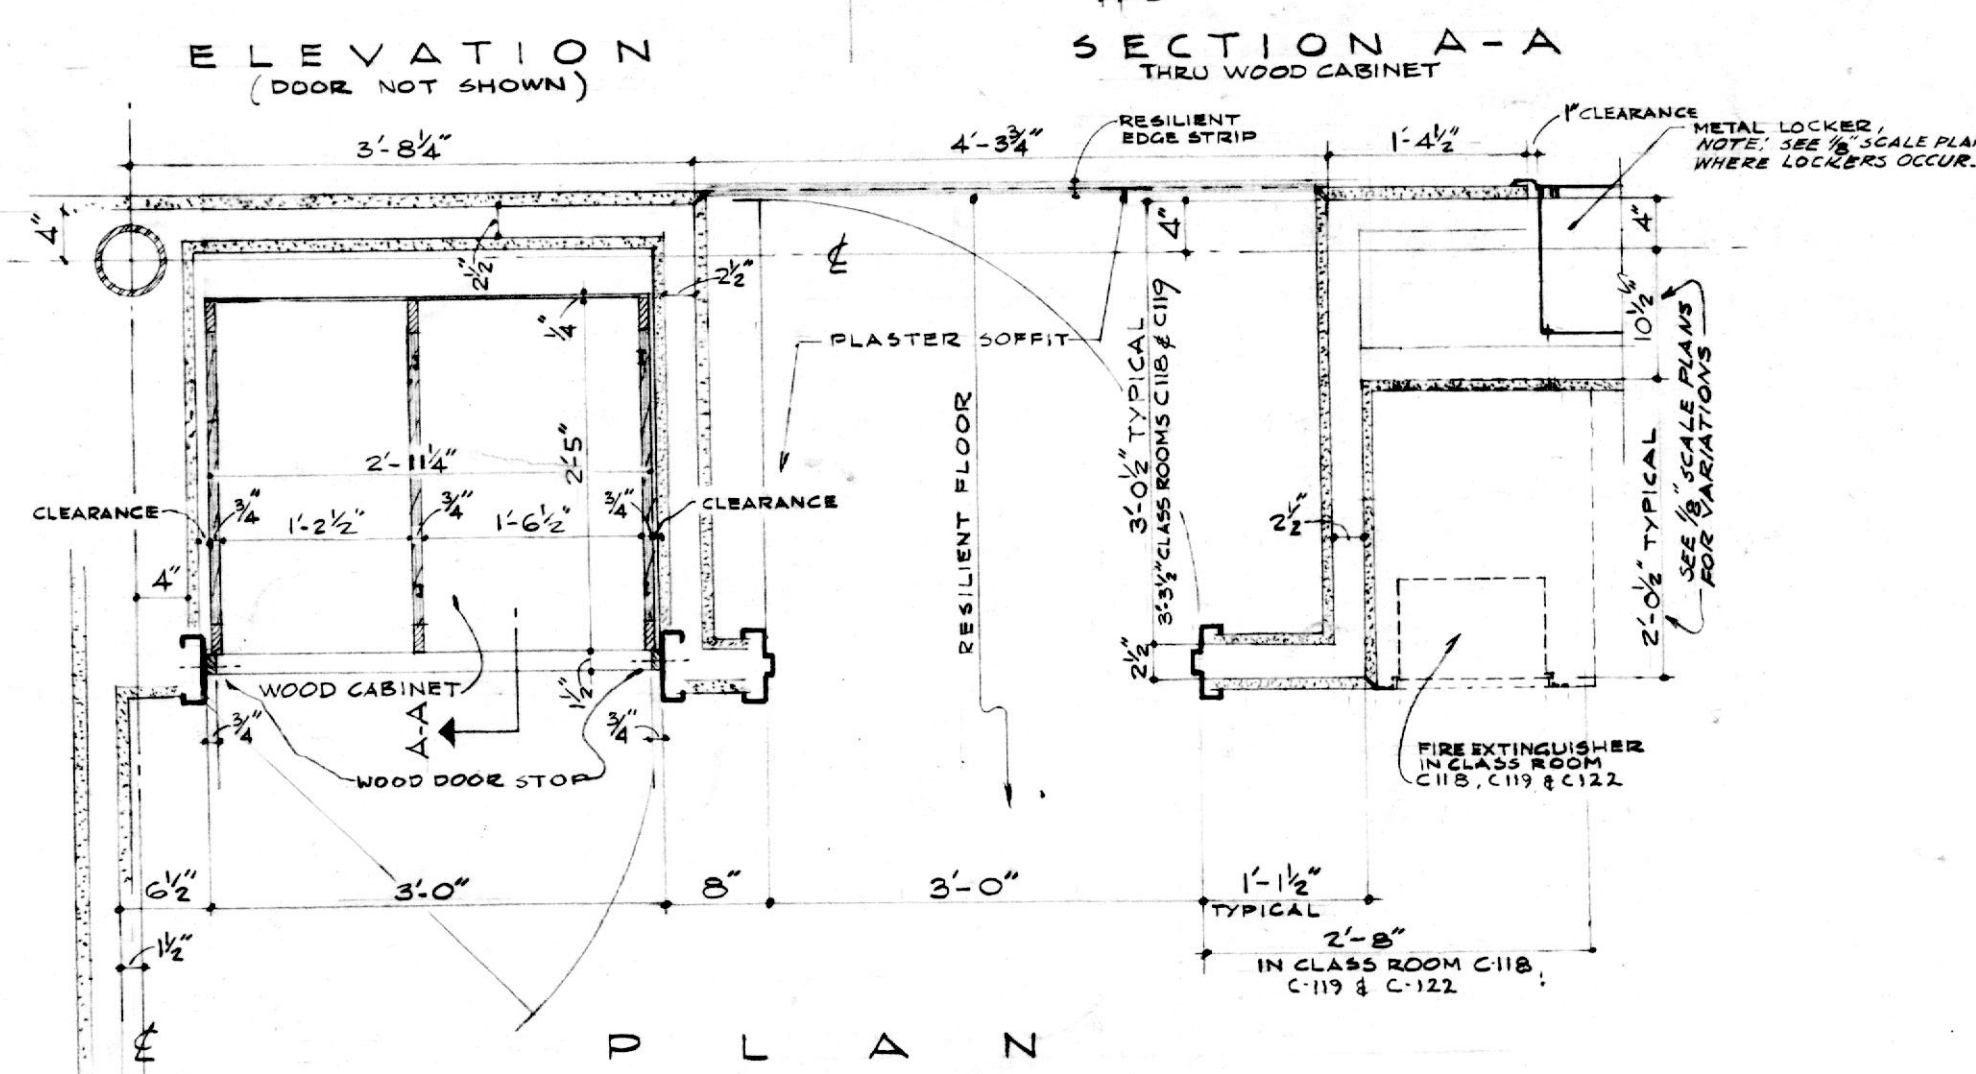 ELEVATION
(DOOR NOT SHOWN)
SECTION A-A
THRU WOOD CABINET
3'-8¼"
4'-3¾"
RESILIENT
EDGE STRIP
1'-4½"
1" CLEARANCE
METAL LOCKER,
NOTE: SEE ⅛" SCALE PLA
WHERE LOCKERS OCCUR.
4"
2½"
2½"
℄
4"
4"
¼"
PLASTER SOFFIT
10½"
SEE ⅛" SCALE PLANS
FOR VARIATIONS
2'-11¼"
2'-5"
RESILIENT FLOOR
3'-0½" TYPICAL
3'-3½" CLASS ROOMS C118 & C119
CLEARANCE
¾"
1'-2½"
¾"
1'-6½"
¾"
CLEARANCE
2½"
2'-0½" TYPICAL
4"
2½"
WOOD CABINET
1½"
¾"
A-A
¾"
WOOD DOOR STOP
FIRE EXTINGUISHER
IN CLASS ROOM
C118, C119 & C122
6½"
3'-0"
8"
3'-0"
1'-1½"
TYPICAL
1½"
2'-8"
IN CLASS ROOM C-118,
C-119 & C-122
℄
PLAN